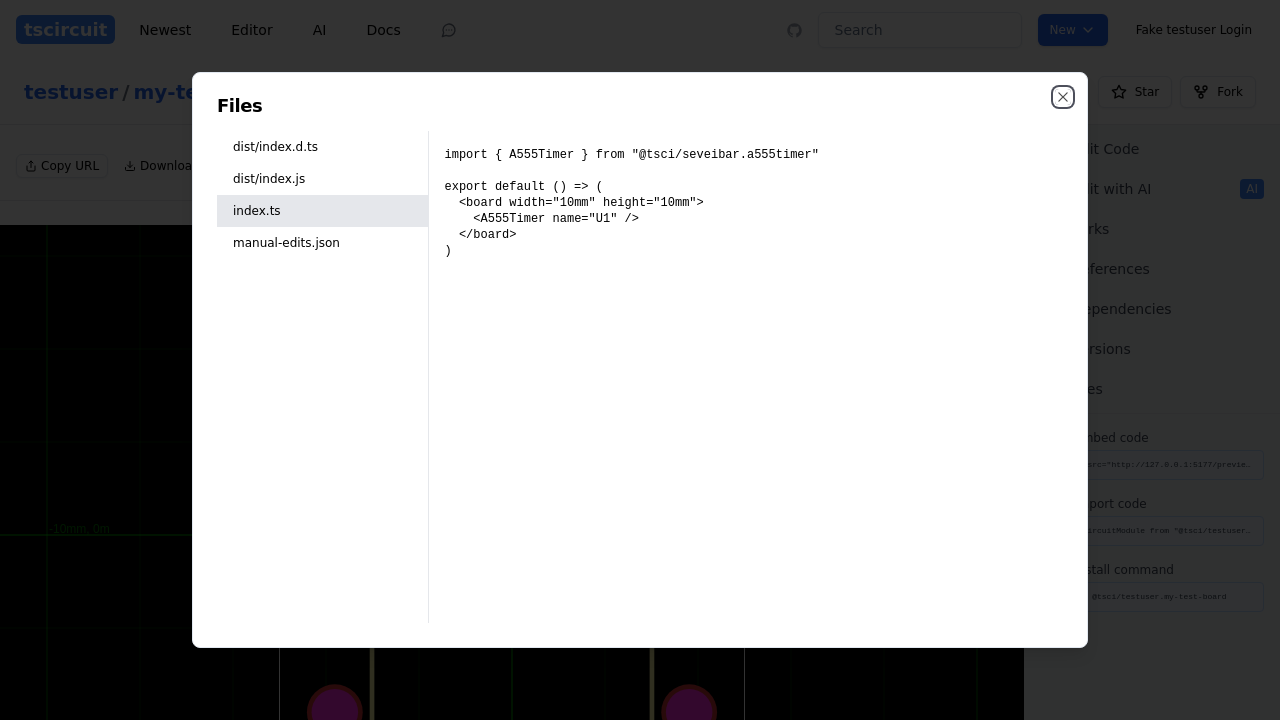 tscircuit Newest Editor AI Docs Search New Fake testuser Login
testuser / my-te
Star Fork
Files
dist/index.d.ts
dist/index.js
index.ts
manual-edits.json
import { A555Timer } from "@tsci/seveibar.a555timer"
export default () => (
<board width="10mm" height="10mm">
<A555Timer name="U1" />
</board>
)
Copy URL Downloa
it Code
it with AI AI
rks
ferences
ependencies
rsions
es
mbed code
src="http://127.0.0.1:5177/previe…
port code
ircuitModule from "@tsci/testuser.
stall command
@tsci/testuser.my-test-board
-10mm, 0m